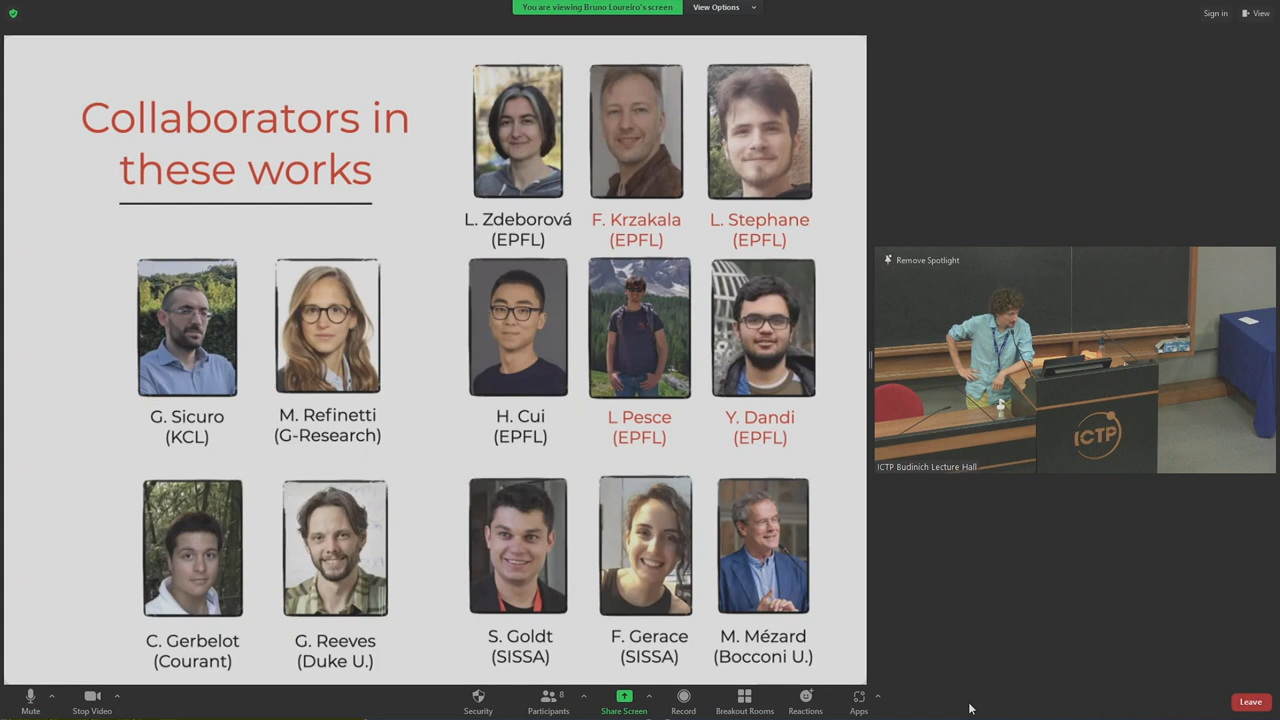 You are viewing Bruno Loureiro's screen
View Options
Sign in
View
Collaborators in
these works
L. Zdeborová
(EPFL)
F. Krzakala
(EPFL)
L. Stephane
(EPFL)
G. Sicuro
(KCL)
M. Refinetti
(G-Research)
H. Cui
(EPFL)
L Pesce
(EPFL)
Y. Dandi
(EPFL)
C. Gerbelot
(Courant)
G. Reeves
(Duke U.)
S. Goldt
(SISSA)
F. Gerace
(SISSA)
M. Mézard
(Bocconi U.)
Remove Spotlight
ICTP
ICTP Budinich Lecture Hall
Mute
Stop Video
Security
Participants
8
Share Screen
Record
Breakout Rooms
Reactions
Apps
Leave